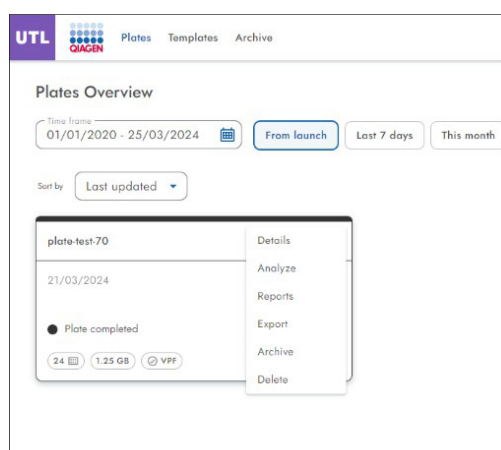 UTL QIAGEN Plates Templates Archive
Plates Overview
Time frame
01/01/2020 - 25/03/2024 From launch Last 7 days This month
Sort by Last updated
plate-test-70
21/03/2024
Plate completed
24 1.25 GB VPF
Details
Analyze
Reports
Export
Archive
Delete